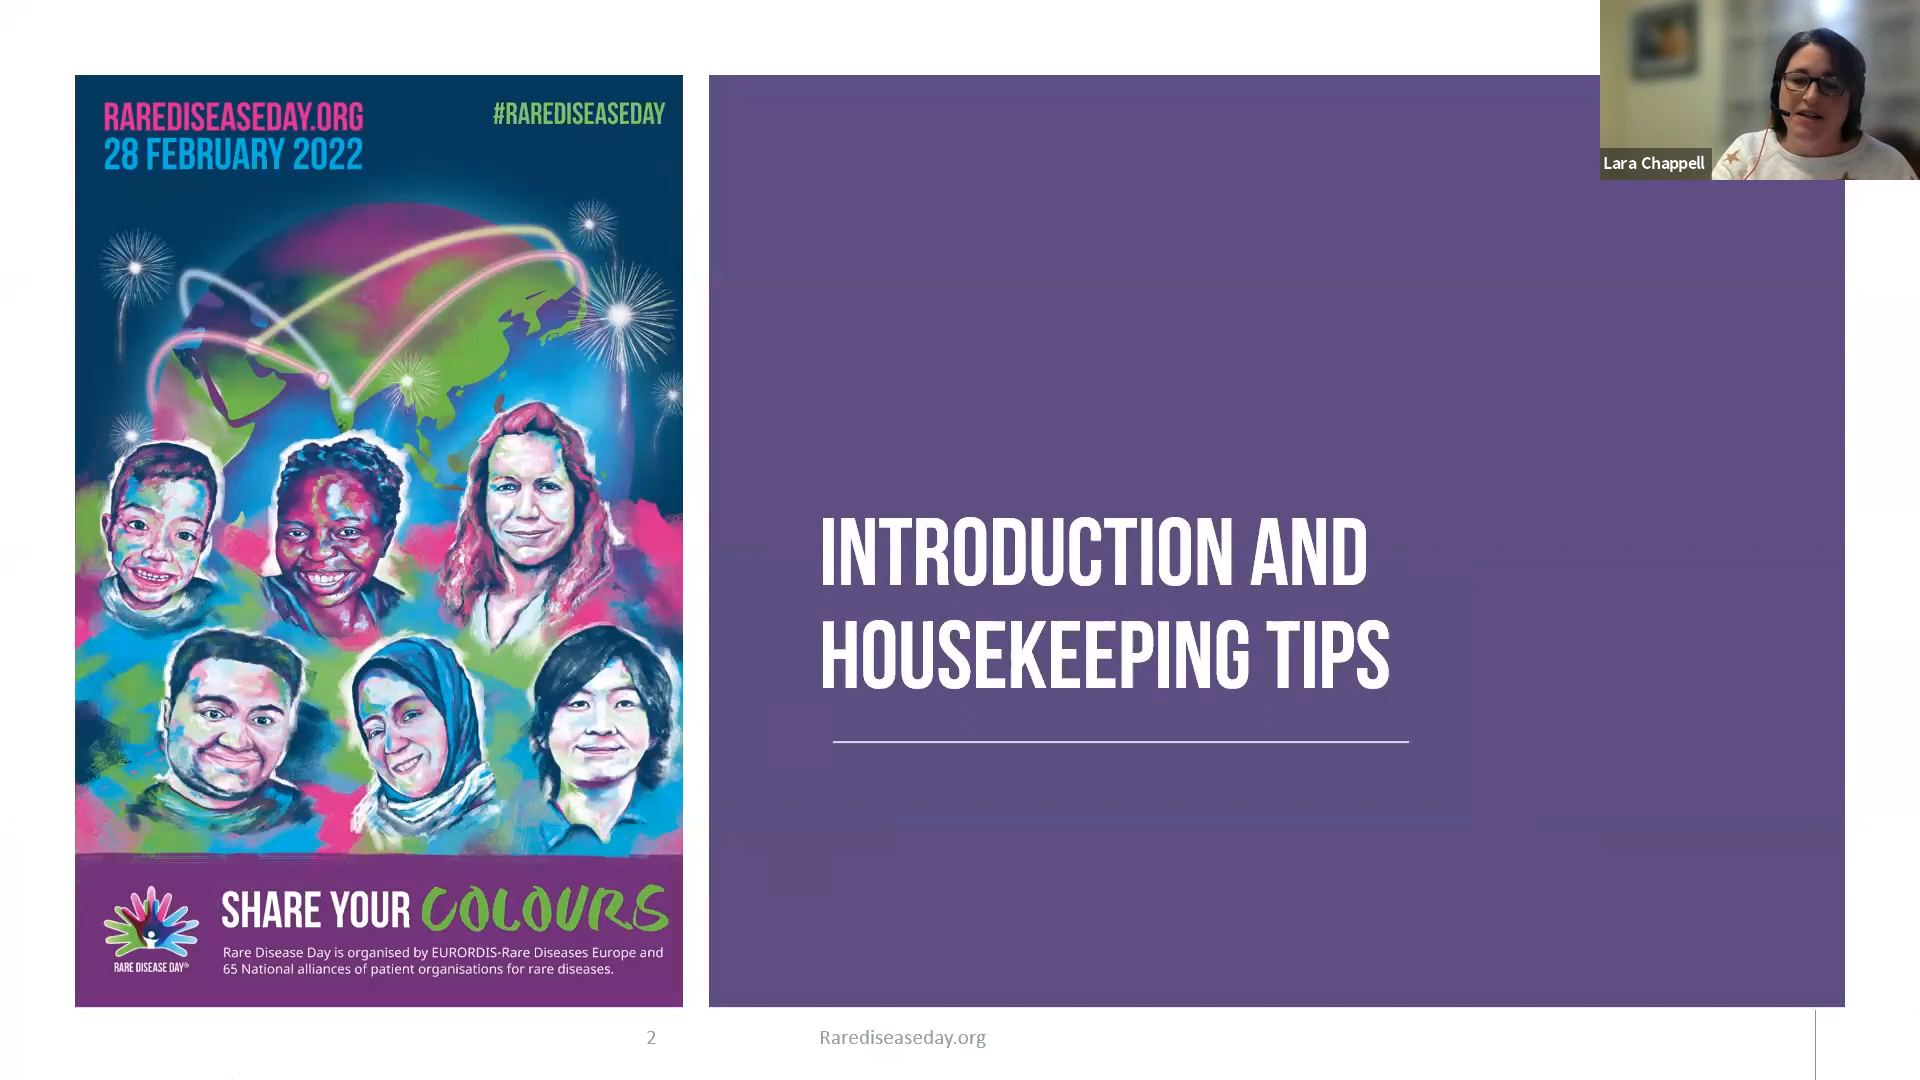 RAREDISEASEDAY.ORG
28 FEBRUARY 2022
#RAREDISEASEDAY
SHARE YOUR COLOURS
Rare Disease Day is organised by EURORDIS-Rare Diseases Europe and
65 National alliances of patient organisations for rare diseases.
RARE DISEASE DAY®
INTRODUCTION AND
HOUSEKEEPING TIPS
Lara Chappell
2
Rarediseaseday.org